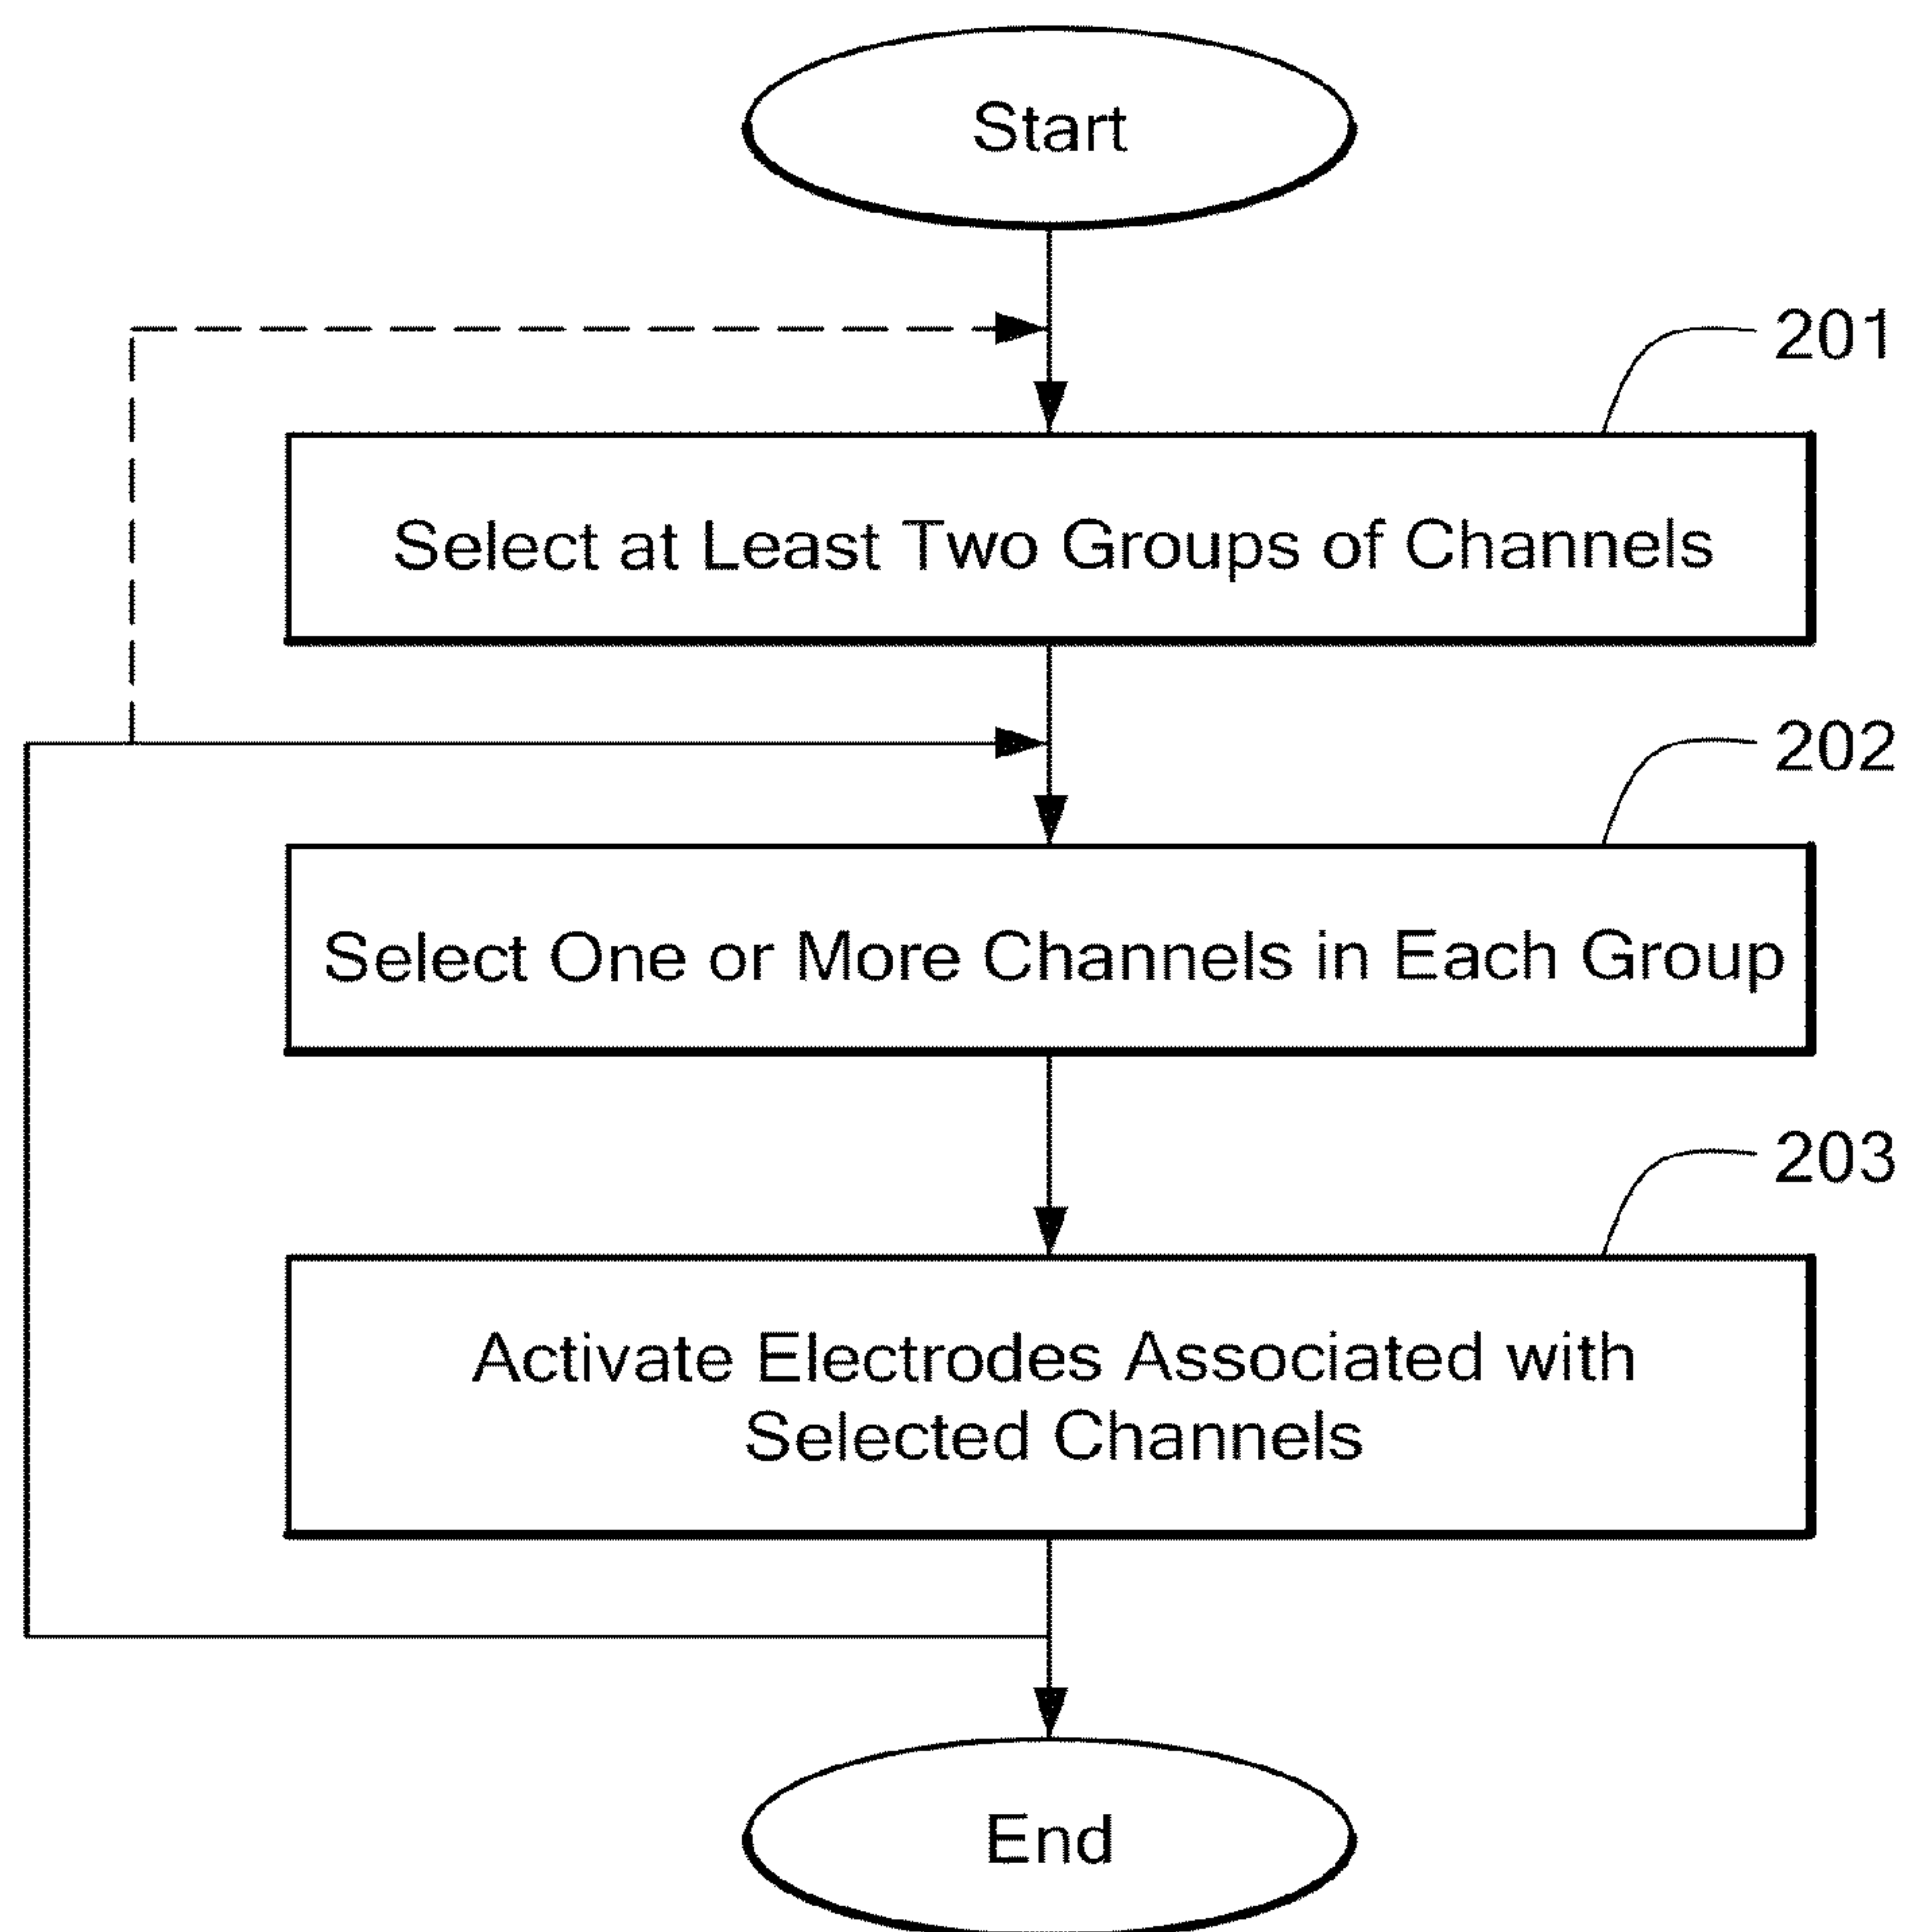 Start
201
Select at Least Two Groups of Channels
202
Select One or More Channels in Each Group
203
Activate Electrodes Associated with
Selected Channels
End